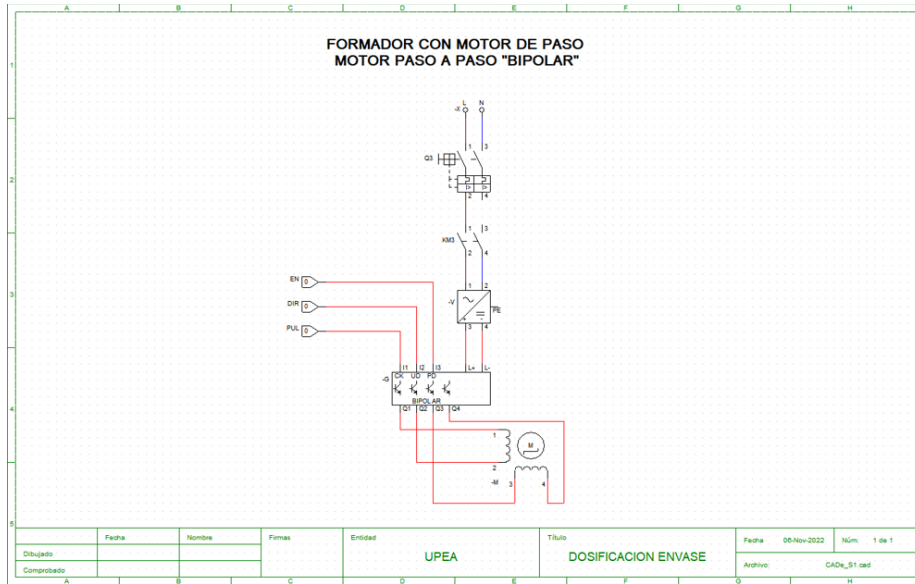 A B C D E F G H
FORMADOR CON MOTOR DE PASO
MOTOR PASO A PASO "BIPOLAR"
1
L N
-X
1 3
Q3
2
2 4
1 3
KM3
2 4
EN 0
1 2
3
-V
DIR 0
PE
+ -
PUL 0
3 4
I1 I2 I3 L+ L-
CK UD PD
-G
BIPOLAR
4
Q1 Q2 Q3 Q4
1
M
2
-M 3 4
5
Fecha Nombre Firmas Entidad Título Fecha 06-Nov-2022 Núm: 1 de 1
Dibujado
UPEA DOSIFICACION ENVASE
Comprobado
Archivo: CADe_S1.cad
A B C D E F G H